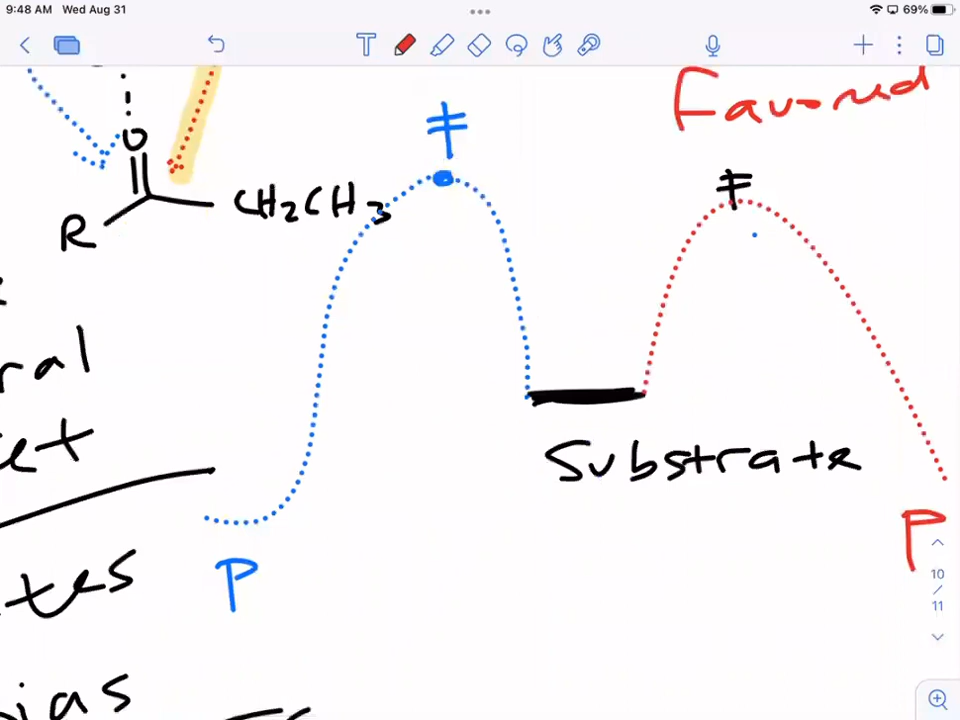 9:48 AM Wed Aug 31
69%
T
Favored
O
R
CH2CH3
ral
Substrate
P
P
10
/
11